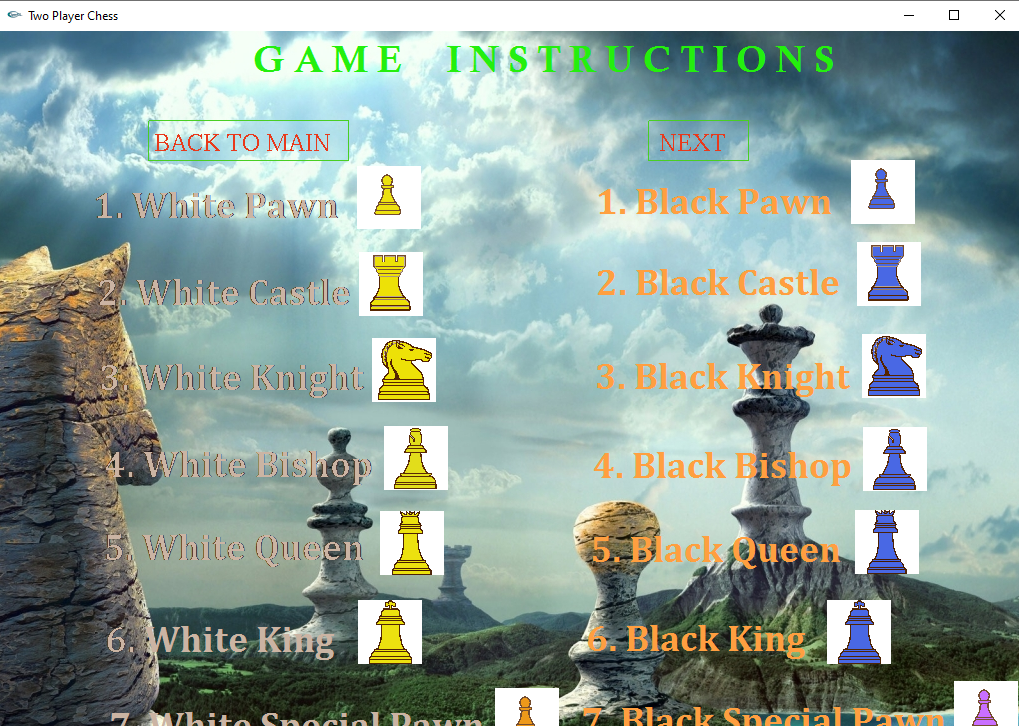 Two Player Chess
GAME INSTRUCTIONS
BACK TO MAIN
NEXT
1. White Pawn
1. Black Pawn
2. White Castle
2. Black Castle
3. White Knight
3. Black Knight
4. White Bishop
4. Black Bishop
5. White Queen
5. Black Queen
6. White King
6. Black King
7. White Special Pawn
7. Black Special Pawn